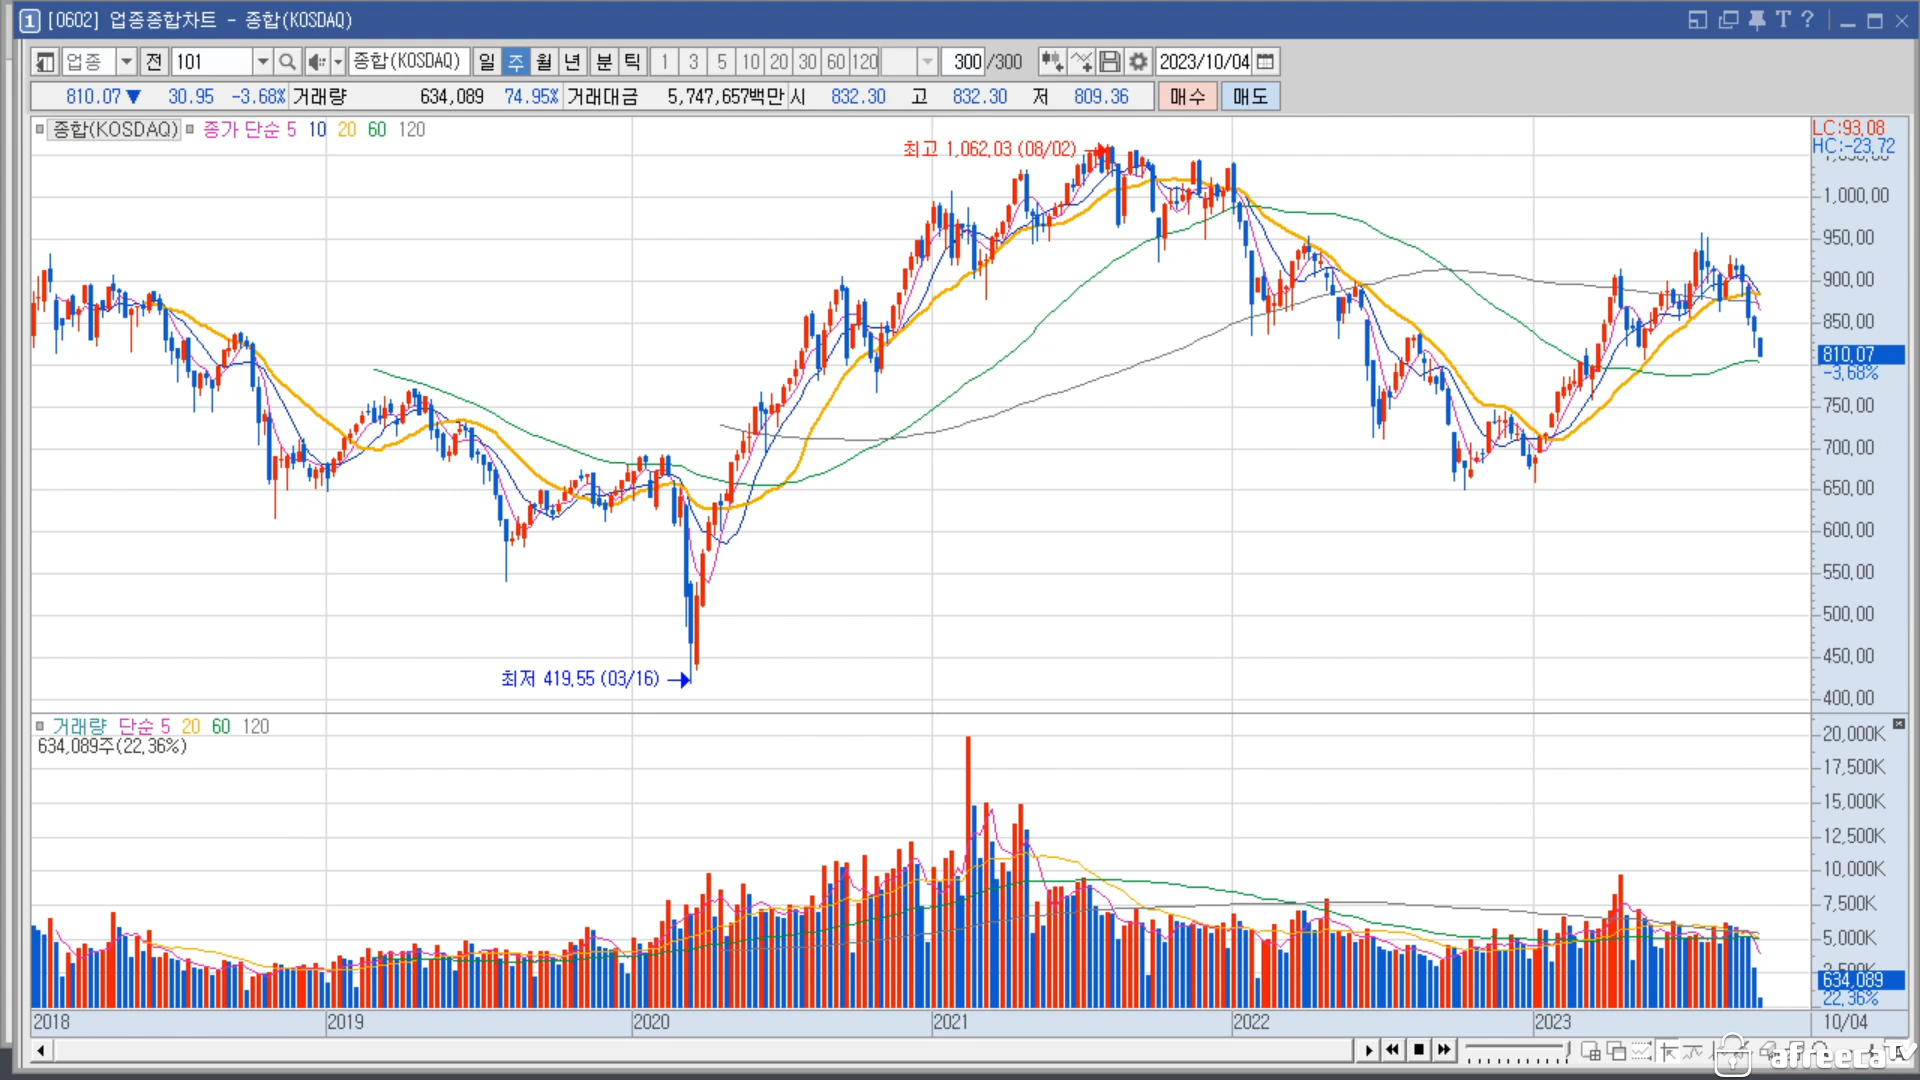 1 [0602] 업종종합차트 - 종합(KOSDAQ)
업종 전 101 종합(KOSDAQ) 일 주 월 년 분 틱 1 3 5 10 20 30 60 120 300 /300 2023/10/04
810.07 ▼ 30.95 -3.68% 거래량 634,089 74.95% 거래대금 5,747,657백만 시 832.30 고 832.30 저 809.36 매수 매도
종합(KOSDAQ) 종가 단순 5 10 20 60 120
LC:93.08
HC:-23.72
최고 1,062.03 (08/02)
1,000.00
950.00
900.00
850.00
810.07
-3.68%
750.00
700.00
650.00
600.00
550.00
500.00
450.00
최저 419.55 (03/16)
400.00
거래량 단순 5 20 60 120
634,089주(22.36%)
20,000K
17,500K
15,000K
12,500K
10,000K
7,500K
5,000K
634,089
22.36%
2018 2019 2020 2021 2022 2023 10/04
afreecaTV